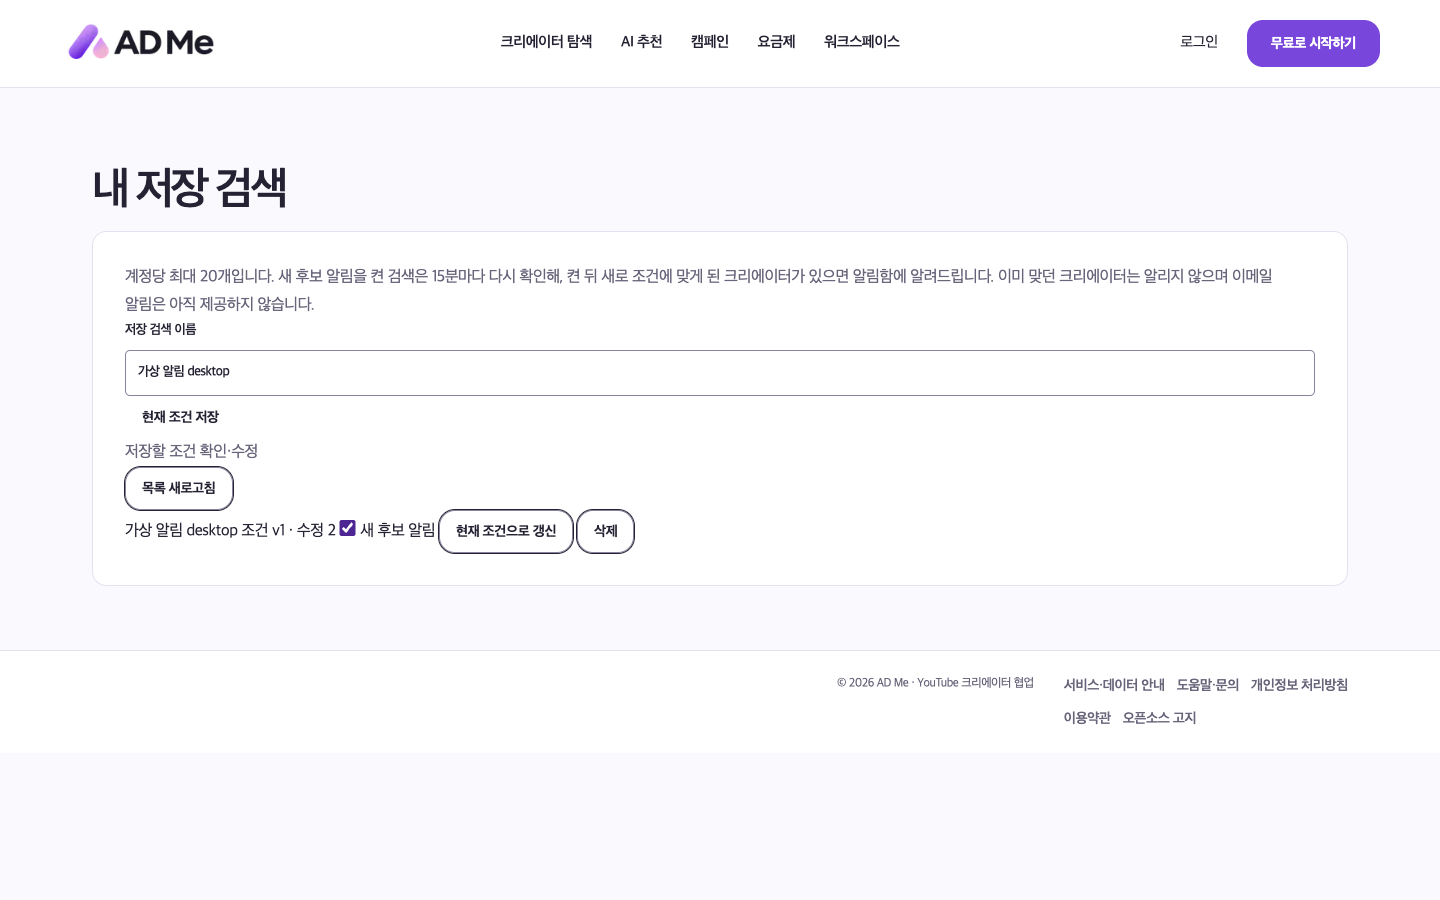 AD Me
크리에이터 탐색 AI 추천 캠페인 요금제 워크스페이스 로그인 무료로 시작하기
내 저장 검색
계정당 최대 20개입니다. 새 후보 알림을 켠 검색은 15분마다 다시 확인해, 켠 뒤 새로 조건에 맞게 된 크리에이터가 있으면 알림함에 알려드립니다. 이미 맞던 크리에이터는 알리지 않으며 이메일
알림은 아직 제공하지 않습니다.
저장 검색 이름
가상 알림 desktop
현재 조건 저장
저장할 조건 확인·수정
목록 새로고침
가상 알림 desktop 조건 v1 · 수정 2 새 후보 알림 현재 조건으로 갱신 삭제
© 2026 AD Me · YouTube 크리에이터 협업 서비스·데이터 안내 도움말·문의 개인정보 처리방침
이용약관 오픈소스 고지